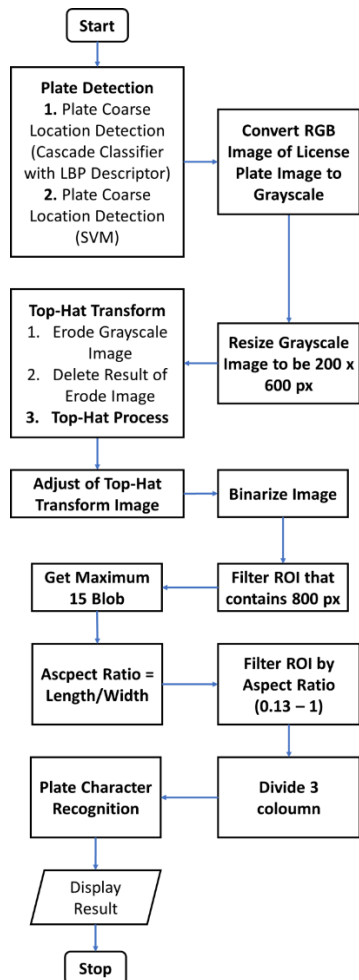 Start
Plate Detection
1. Plate Coarse
Location Detection
(Cascade Classifier
with LBP Descriptor)
2. Plate Coarse
Location Detection
(SVM)
Convert RGB
Image of License
Plate Image to
Grayscale
Top-Hat Transform
1. Erode Grayscale
Image
2. Delete Result of
Erode Image
3. Top-Hat Process
Resize Grayscale
Image to be 200 x
600 px
Adjust of Top-Hat
Transform Image
Binarize Image
Get Maximum
15 Blob
Filter ROI that
contains 800 px
Ascpect Ratio =
Length/Width
Filter ROI by
Aspect Ratio
(0.13 – 1)
Plate Character
Recognition
Divide 3
coloumn
Display
Result
Stop